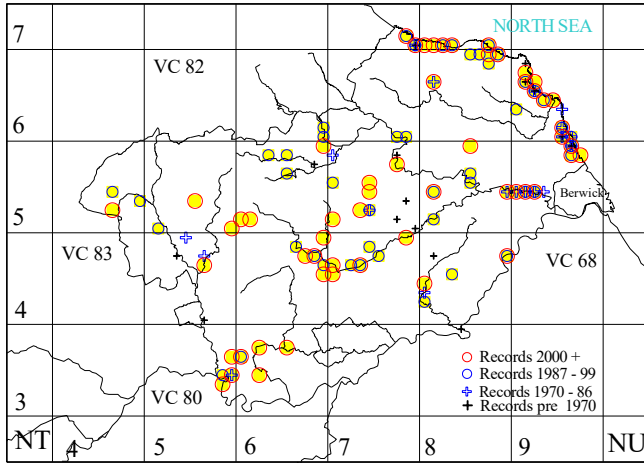 NORTH SEA
7
VC 82
6
Berwick
5
VC 83
VC 68
4
Records 2000 +
Records 1987 - 99
Records 1970 - 86
VC 80
Records pre 1970
3
NT 4 5 6 7 8 9 NU